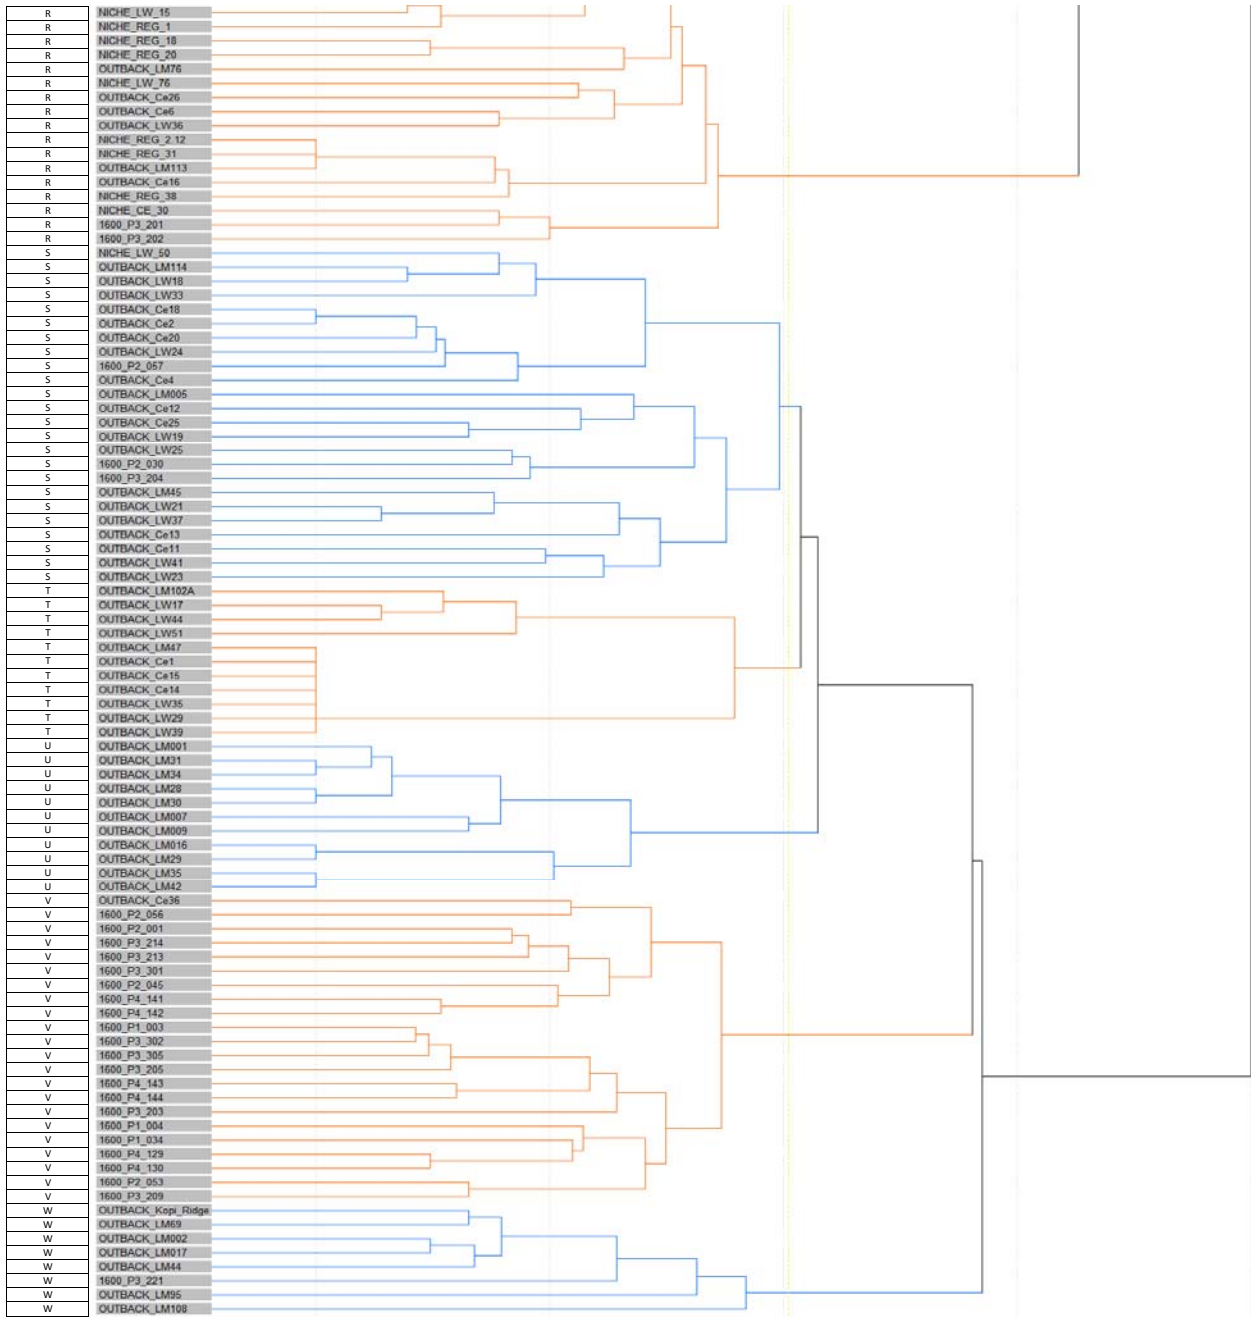 R NICHE_LW_15
R NICHE_REG_1
R NICHE_REG_18
R NICHE_REG_20
R OUTBACK_LM76
R NICHE_LW_76
R OUTBACK_Ce26
R OUTBACK_Ce6
R OUTBACK_LW36
R NICHE_REG_2.12
R NICHE_REG_31
R OUTBACK_LM113
R OUTBACK_Ce16
R NICHE_REG_38
R NICHE_CE_30
R 1600_P3_201
R 1600_P3_202
S NICHE_LW_50
S OUTBACK_LM114
S OUTBACK_LW18
S OUTBACK_LW33
S OUTBACK_Ce18
S OUTBACK_Ce2
S OUTBACK_Ce20
S OUTBACK_LW24
S 1600_P2_057
S OUTBACK_Ce4
S OUTBACK_LM005
S OUTBACK_Ce12
S OUTBACK_Ce25
S OUTBACK_LW19
S OUTBACK_LW25
S 1600_P2_030
S 1600_P3_204
S OUTBACK_LM45
S OUTBACK_LW21
S OUTBACK_LW37
S OUTBACK_Ce13
S OUTBACK_Ce11
S OUTBACK_LW41
S OUTBACK_LW23
T OUTBACK_LM102A
T OUTBACK_LW17
T OUTBACK_LW44
T OUTBACK_LW51
T OUTBACK_LM47
T OUTBACK_Ce1
T OUTBACK_Ce15
T OUTBACK_Ce14
T OUTBACK_LW35
T OUTBACK_LW29
T OUTBACK_LW39
U OUTBACK_LM001
U OUTBACK_LM31
U OUTBACK_LM34
U OUTBACK_LM28
U OUTBACK_LM30
U OUTBACK_LM007
U OUTBACK_LM009
U OUTBACK_LM016
U OUTBACK_LM29
U OUTBACK_LM35
U OUTBACK_LM42
V OUTBACK_Ce36
V 1600_P2_056
V 1600_P2_001
V 1600_P3_214
V 1600_P3_213
V 1600_P3_301
V 1600_P2_045
V 1600_P4_141
V 1600_P4_142
V 1600_P1_003
V 1600_P3_302
V 1600_P3_305
V 1600_P3_205
V 1600_P4_143
V 1600_P4_144
V 1600_P3_203
V 1600_P1_004
V 1600_P1_034
V 1600_P4_129
V 1600_P4_130
V 1600_P2_053
V 1600_P3_209
W OUTBACK_Kopi_Ridge
W OUTBACK_LM69
W OUTBACK_LM002
W OUTBACK_LM017
W OUTBACK_LM44
W 1600_P3_221
W OUTBACK_LM95
W OUTBACK_LM108